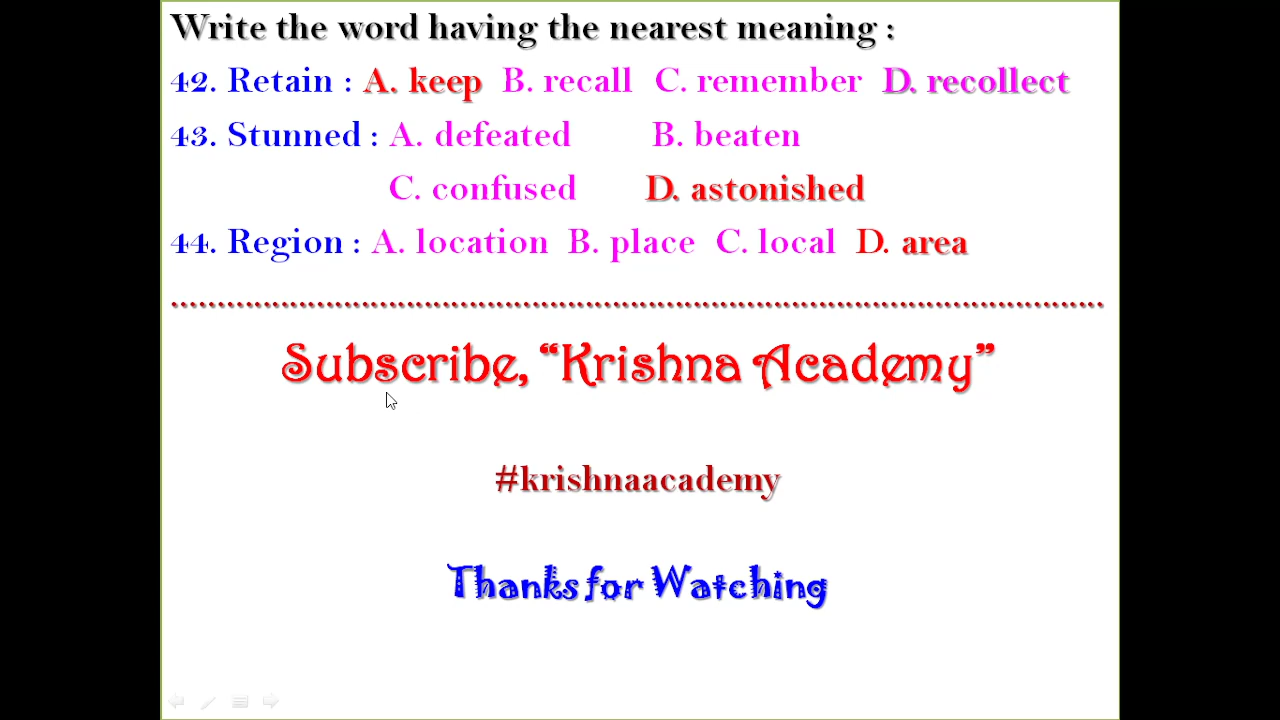 Write the word having the nearest meaning :
42. Retain : A. keep B. recall C. remember D. recollect
43. Stunned : A. defeated B. beaten
C. confused D. astonished
44. Region : A. location B. place C. local D. area
Subscribe, “Krishna Academy”
#krishnaacademy
Thanks for Watching